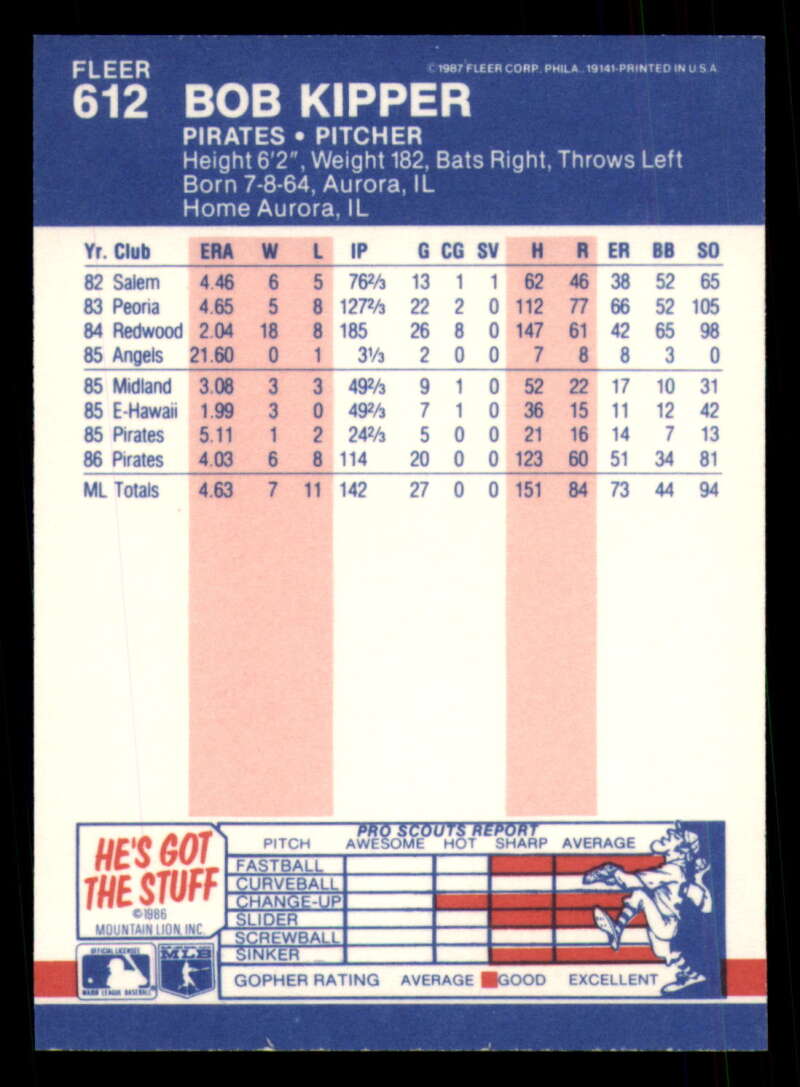 FLEER
© 1987 FLEER CORP. PHILA., 19141-PRINTED IN U.S.A.
612 BOB KIPPER
PIRATES • PITCHER
Height 6'2", Weight 182, Bats Right, Throws Left
Born 7-8-64, Aurora, IL
Home Aurora, IL
Yr. Club ERA W L IP G CG SV H R ER BB SO
82 Salem 4.46 6 5 76⅔ 13 1 1 62 46 38 52 65
83 Peoria 4.65 5 8 127⅔ 22 2 0 112 77 66 52 105
84 Redwood 2.04 18 8 185 26 8 0 147 61 42 65 98
85 Angels 21.60 0 1 3⅓ 2 0 0 7 8 8 3 0
85 Midland 3.08 3 3 49⅔ 9 1 0 52 22 17 10 31
85 E-Hawaii 1.99 3 0 49⅔ 7 1 0 36 15 11 12 42
85 Pirates 5.11 1 2 24⅔ 5 0 0 21 16 14 7 13
86 Pirates 4.03 6 8 114 20 0 0 123 60 51 34 81
ML Totals 4.63 7 11 142 27 0 0 151 84 73 44 94
HE'S GOT
THE STUFF
©1986
MOUNTAIN LION, INC.
OFFICIAL LICENSEE
MAJOR LEAGUE BASEBALL
MLB
PRO SCOUTS REPORT
PITCH AWESOME HOT SHARP AVERAGE
FASTBALL
CURVEBALL
CHANGE-UP
SLIDER
SCREWBALL
SINKER
GOPHER RATING AVERAGE GOOD EXCELLENT